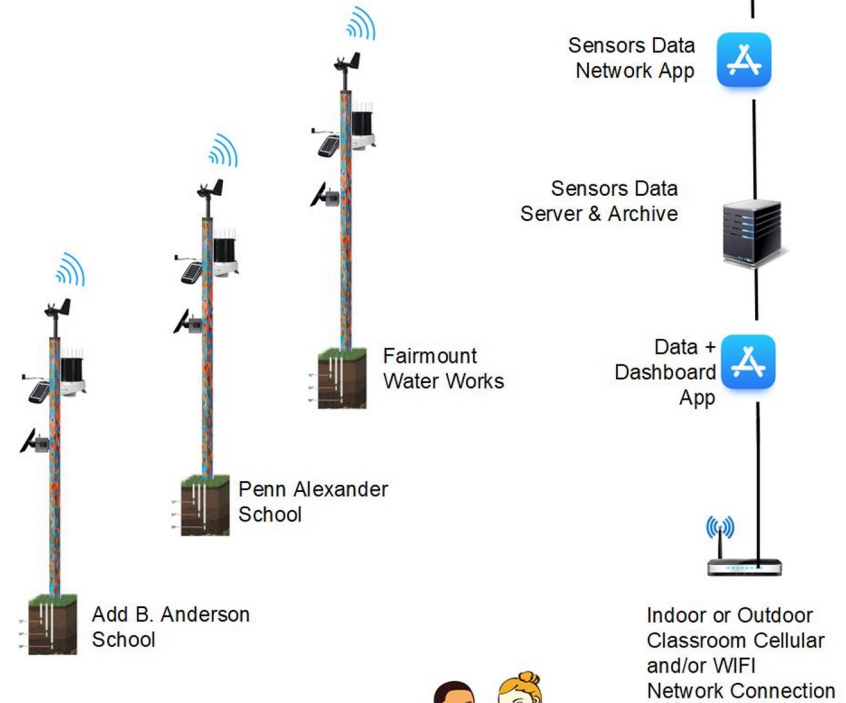 Sensors Data
Network App
Sensors Data
Server & Archive
Data +
Dashboard
App
Fairmount
Water Works
Penn Alexander
School
Add B. Anderson
School
Indoor or Outdoor
Classroom Cellular
and/or WIFI
Network Connection